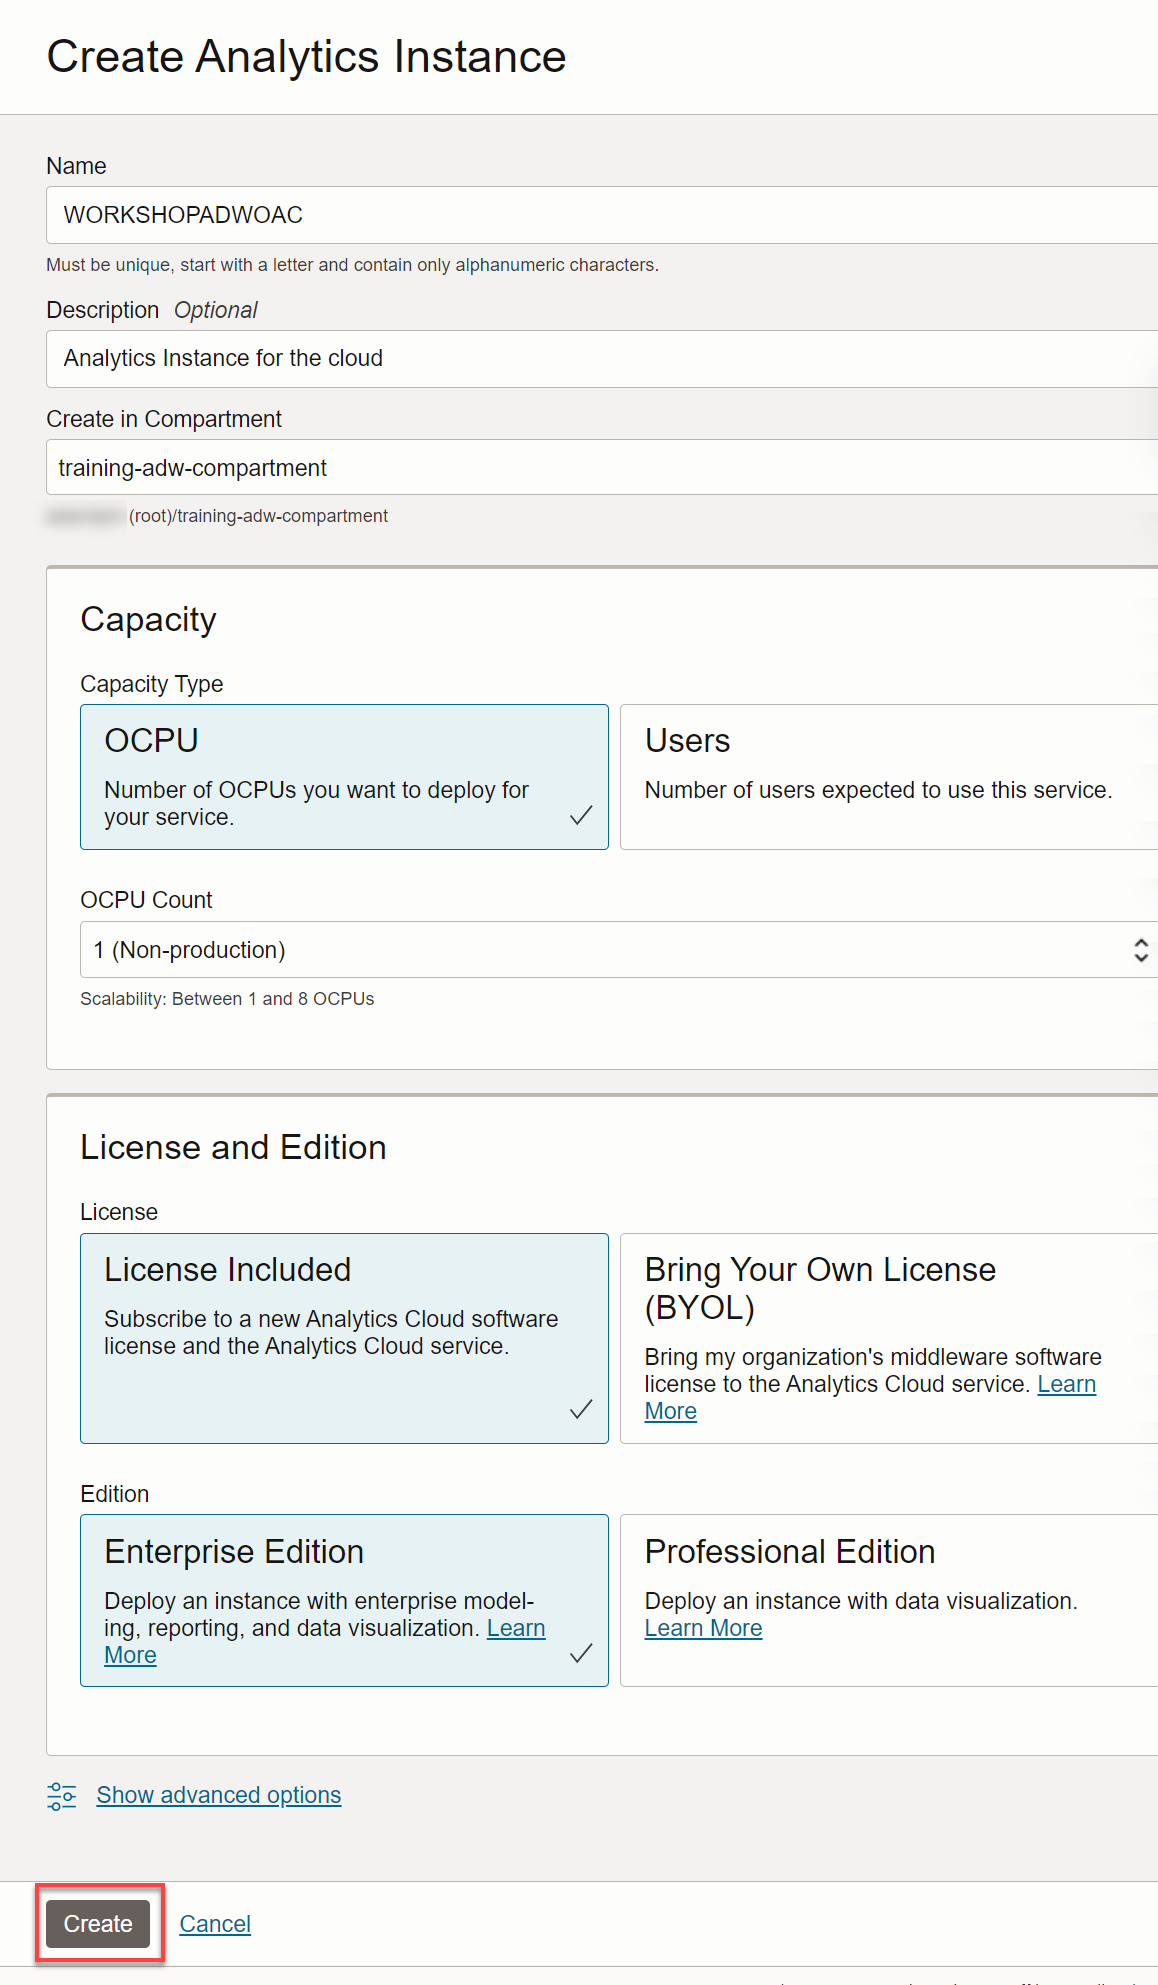 Create Analytics Instance
Name
WORKSHOPADWOAC
Must be unique, start with a letter and contain only alphanumeric characters.
Description Optional
Analytics Instance for the cloud
Create in Compartment
training-adw-compartment
(root)/training-adw-compartment
Capacity
Capacity Type
OCPU
Number of OCPUs you want to deploy for
your service.
Users
Number of users expected to use this service.
OCPU Count
1 (Non-production)
Scalability: Between 1 and 8 OCPUs
License and Edition
License
License Included
Subscribe to a new Analytics Cloud software
license and the Analytics Cloud service.
Bring Your Own License
(BYOL)
Bring my organization's middleware software
license to the Analytics Cloud service. Learn
More
Edition
Enterprise Edition
Deploy an instance with enterprise model-
ing, reporting, and data visualization. Learn
More
Professional Edition
Deploy an instance with data visualization.
Learn More
Show advanced options
Create
Cancel